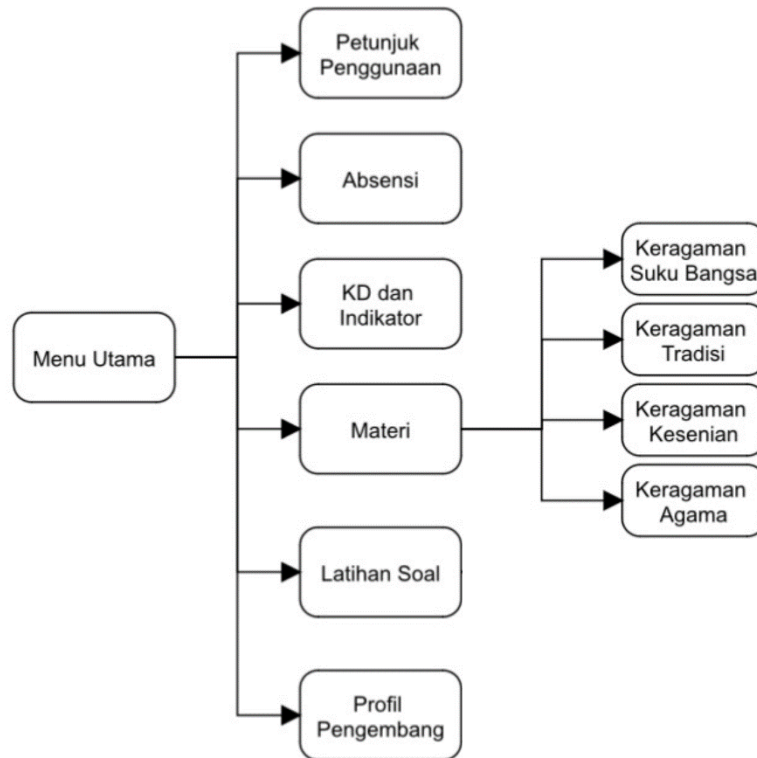 Petunjuk
Penggunaan
Absensi
KD dan
Indikator
Menu Utama
Materi
Latihan Soal
Profil
Pengembang
Keragaman
Suku Bangsa
Keragaman
Tradisi
Keragaman
Kesenian
Keragaman
Agama